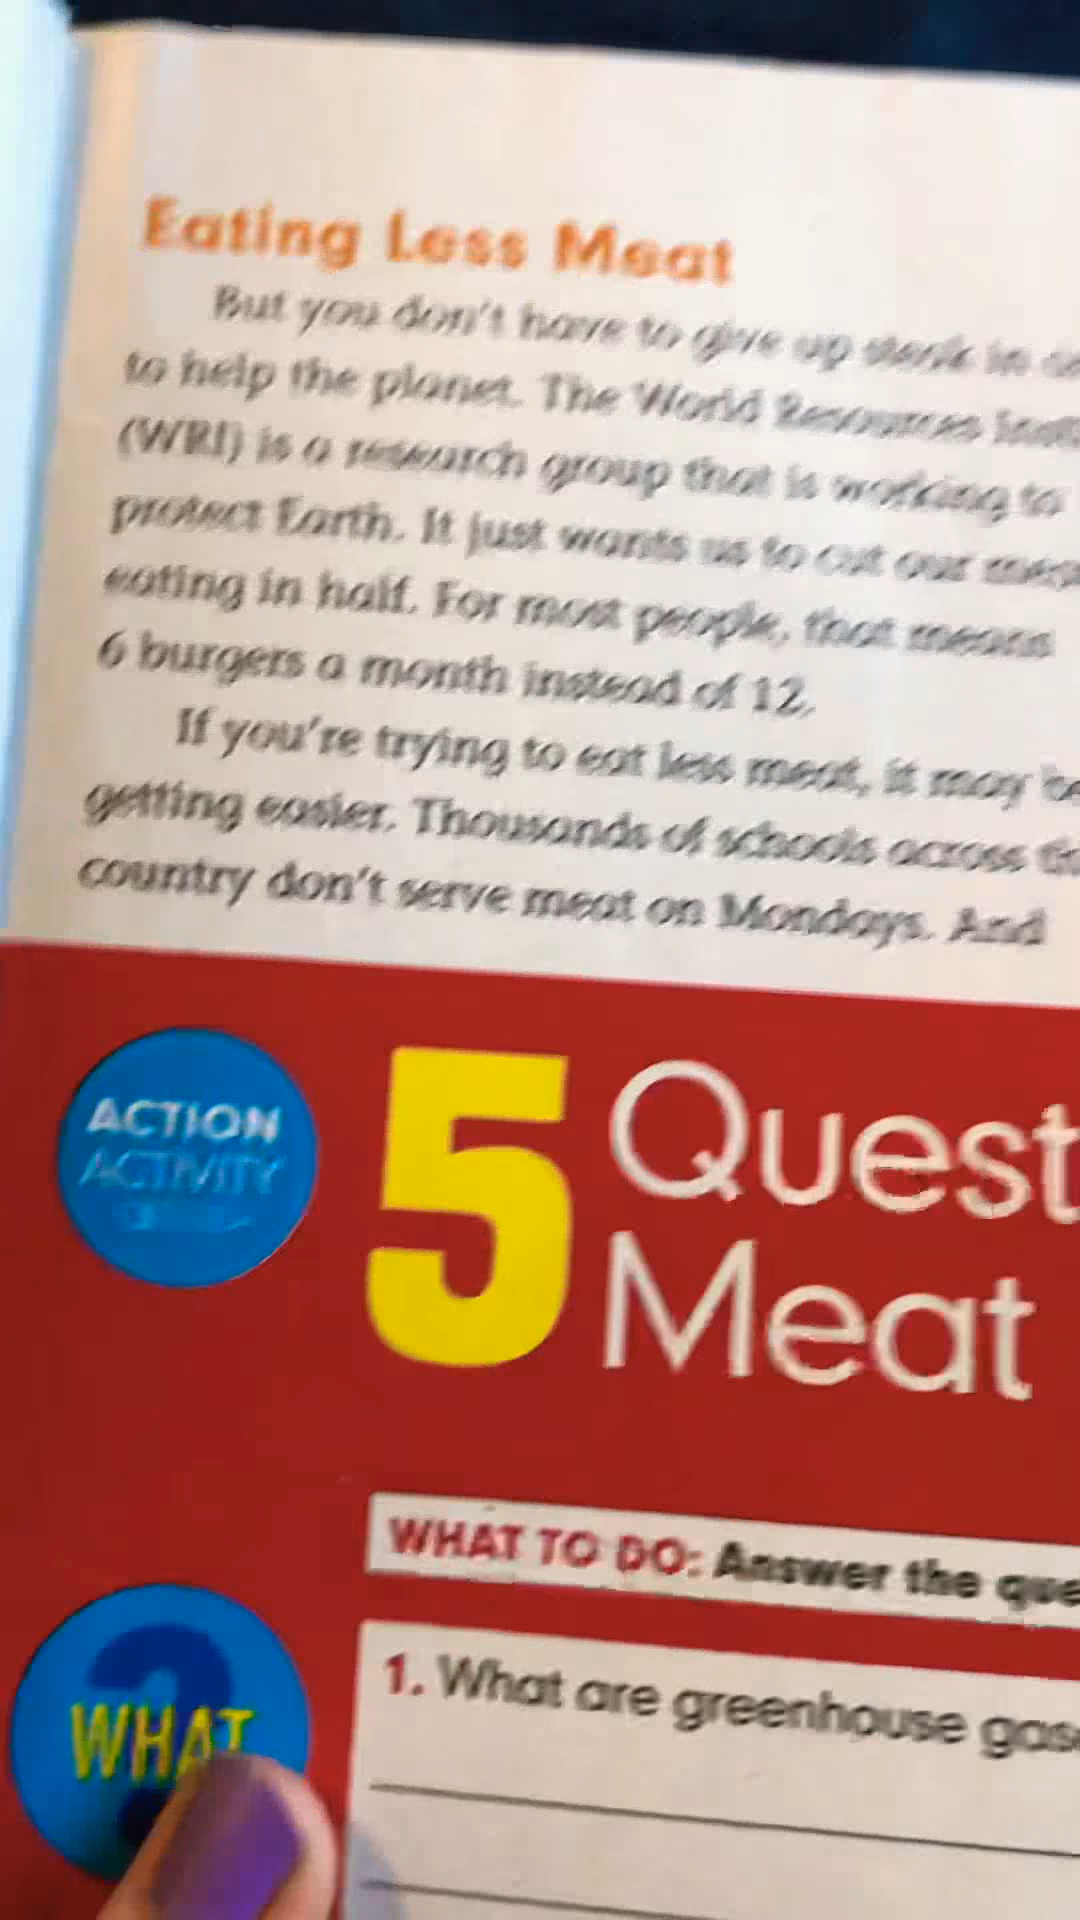 Eating Less Meat
But you don't have to give up steak in
to help the planet. The World Resources
(WRI) is a research group that is working to
protect Earth. It just wants us to cut our
eating in half. For most people, that means
6 burgers a month instead of 12.
If you're trying to eat less meat, it may be
getting easier. Thousands of schools across
country don't serve meat on Mondays. And
ACTION
ACTIVITY
5 Quest
Meat
WHAT TO DO: Answer the que
1. What are greenhouse gas
WHAT